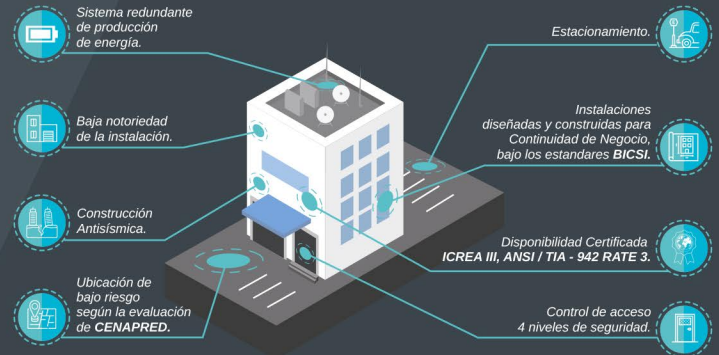 Sistema redundante
de producción
de energía.
Baja notoriedad
de la instalación.
Construcción
Antisísmica.
Ubicación de
bajo riesgo
según la evaluación
de CENAPRED.
Estacionamiento.
Instalaciones
diseñadas y construidas para
Continuidad de Negocio,
bajo los estandares BICSI.
Disponibilidad Certificada
ICREA III, ANSI / TIA - 942 RATE 3.
Control de acceso
4 niveles de seguridad.